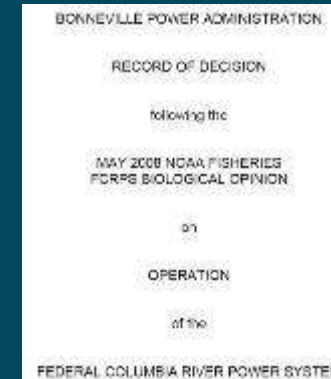 BONNEVILLE POWER ADMINISTRATION
RECORD OF DECISION
following the
MAY 2008 NOAA FISHERIES
FCRPS BIOLOGICAL OPINION
on
OPERATION
of the
FEDERAL COLUMBIA RIVER POWER SYSTE